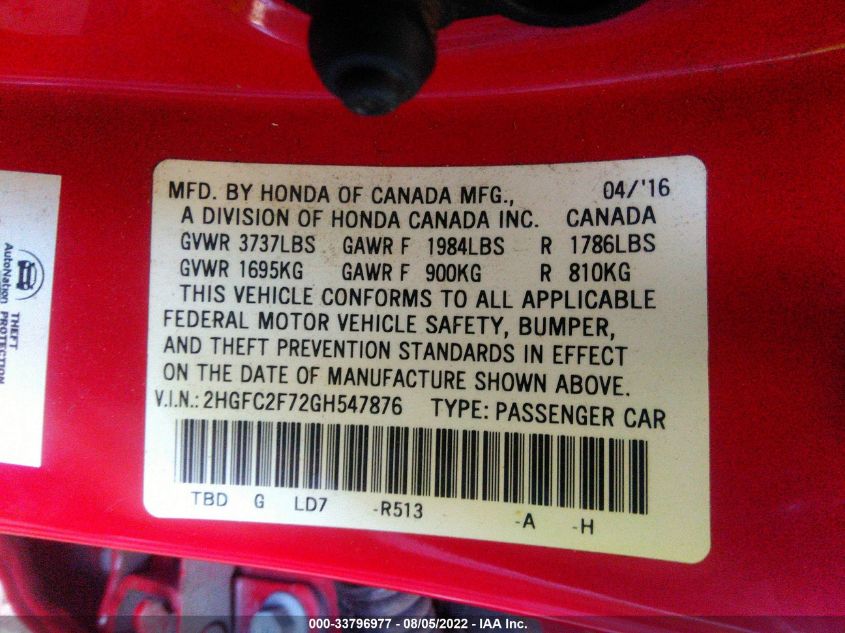 MFD. BY HONDA OF CANADA MFG., 04/'16
A DIVISION OF HONDA CANADA INC. CANADA
GVWR 3737LBS GAWR F 1984LBS R 1786LBS
GVWR 1695KG GAWR F 900KG R 810KG
THIS VEHICLE CONFORMS TO ALL APPLICABLE
FEDERAL MOTOR VEHICLE SAFETY, BUMPER,
AND THEFT PREVENTION STANDARDS IN EFFECT
ON THE DATE OF MANUFACTURE SHOWN ABOVE.
V.I.N.: 2HGFC2F72GH547876 TYPE: PASSENGER CAR
TBD G LD7 -R513 -A -H
AutoNation
THEFT
PROTECTION
000-33796977 - 08/05/2022 - IAA Inc.